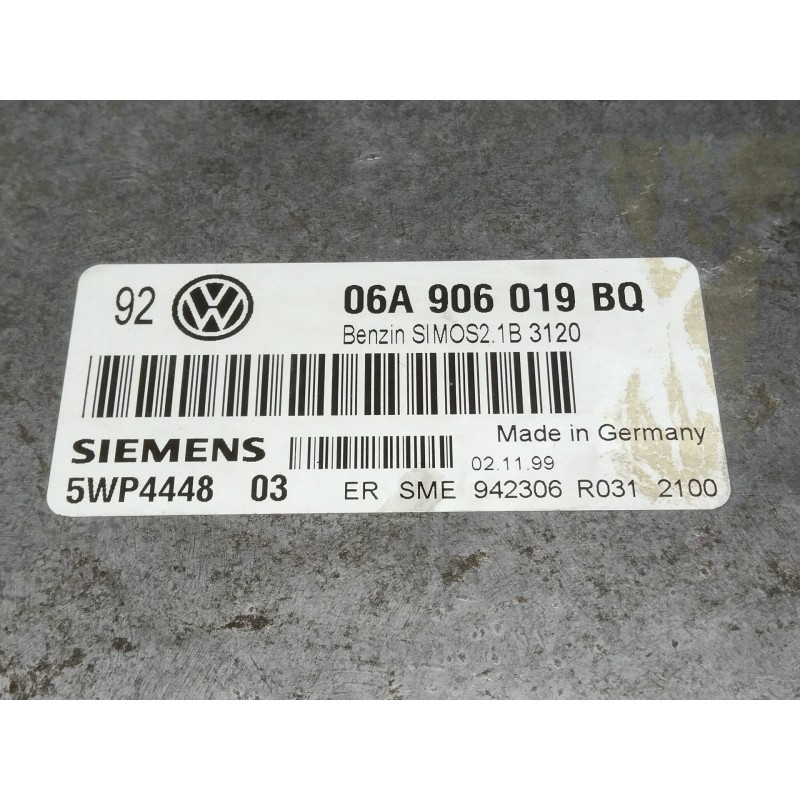 92 VW 06A 906 019 BQ
Benzin SIMOS2.1B 3120
SIEMENS Made in Germany
02.11.99
5WP4448 03 ER SME 942306 R031 2100